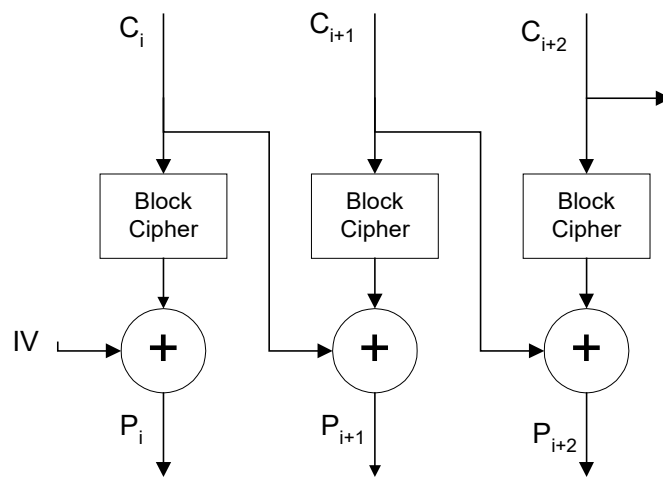 C_i C_{i+1} C_{i+2}
Block Block Block
Cipher Cipher Cipher
IV + + +
P_i P_{i+1} P_{i+2}